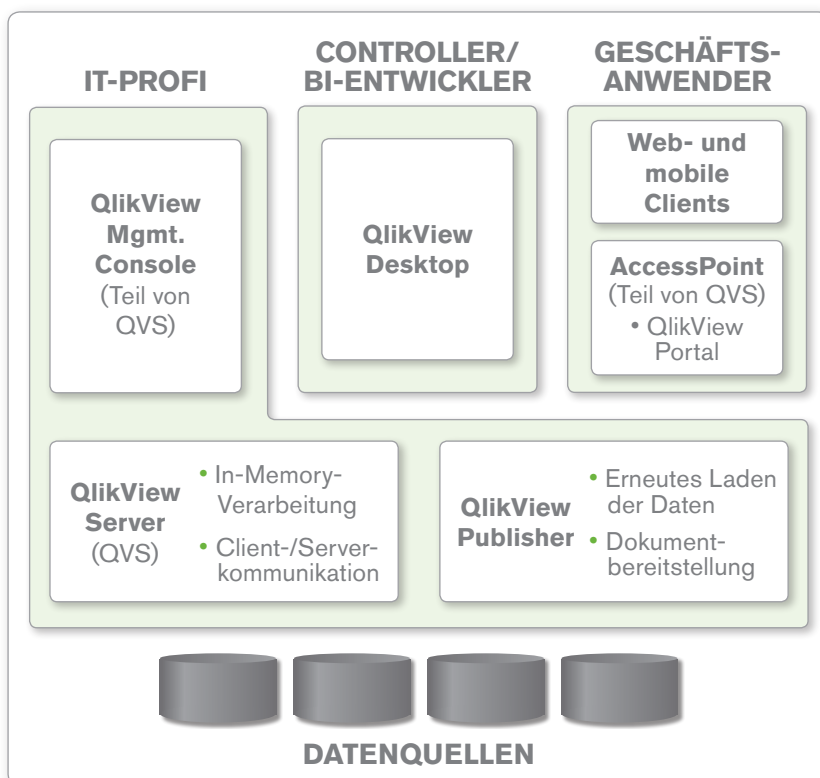 IT-PROFI
CONTROLLER/
BI-ENTWICKLER
GESCHÄFTS-
ANWENDER
QlikView
Mgmt.
Console
(Teil von
QVS)
QlikView
Desktop
Web- und
mobile
Clients
AccessPoint
(Teil von QVS)
• QlikView
Portal
QlikView
Server
(QVS)
• In-Memory-
Verarbeitung
• Client-/Server-
kommunikation
QlikView
Publisher
• Erneutes Laden
der Daten
• Dokument-
bereitstellung
DATENQUELLEN